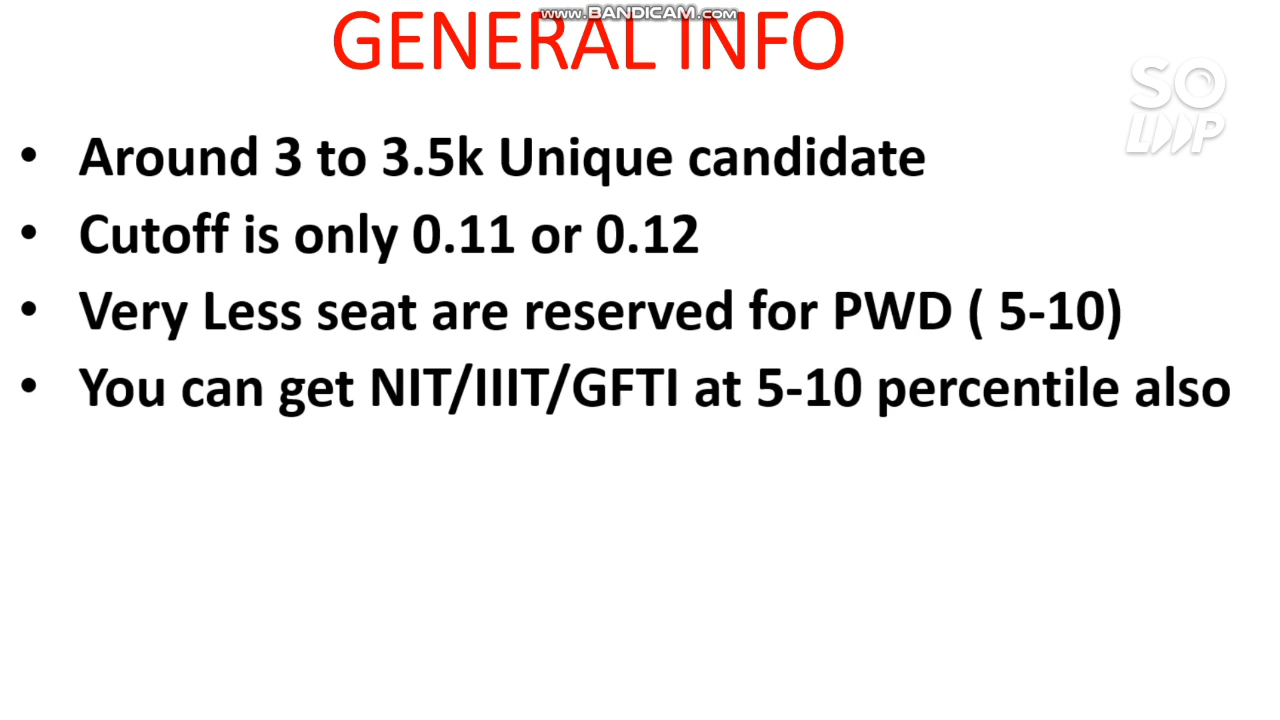 www.BANDICAM.com
GENERAL INFO
SO
LOOP
• Around 3 to 3.5k Unique candidate
• Cutoff is only 0.11 or 0.12
• Very Less seat are reserved for PWD ( 5-10)
• You can get NIT/IIIT/GFTI at 5-10 percentile also